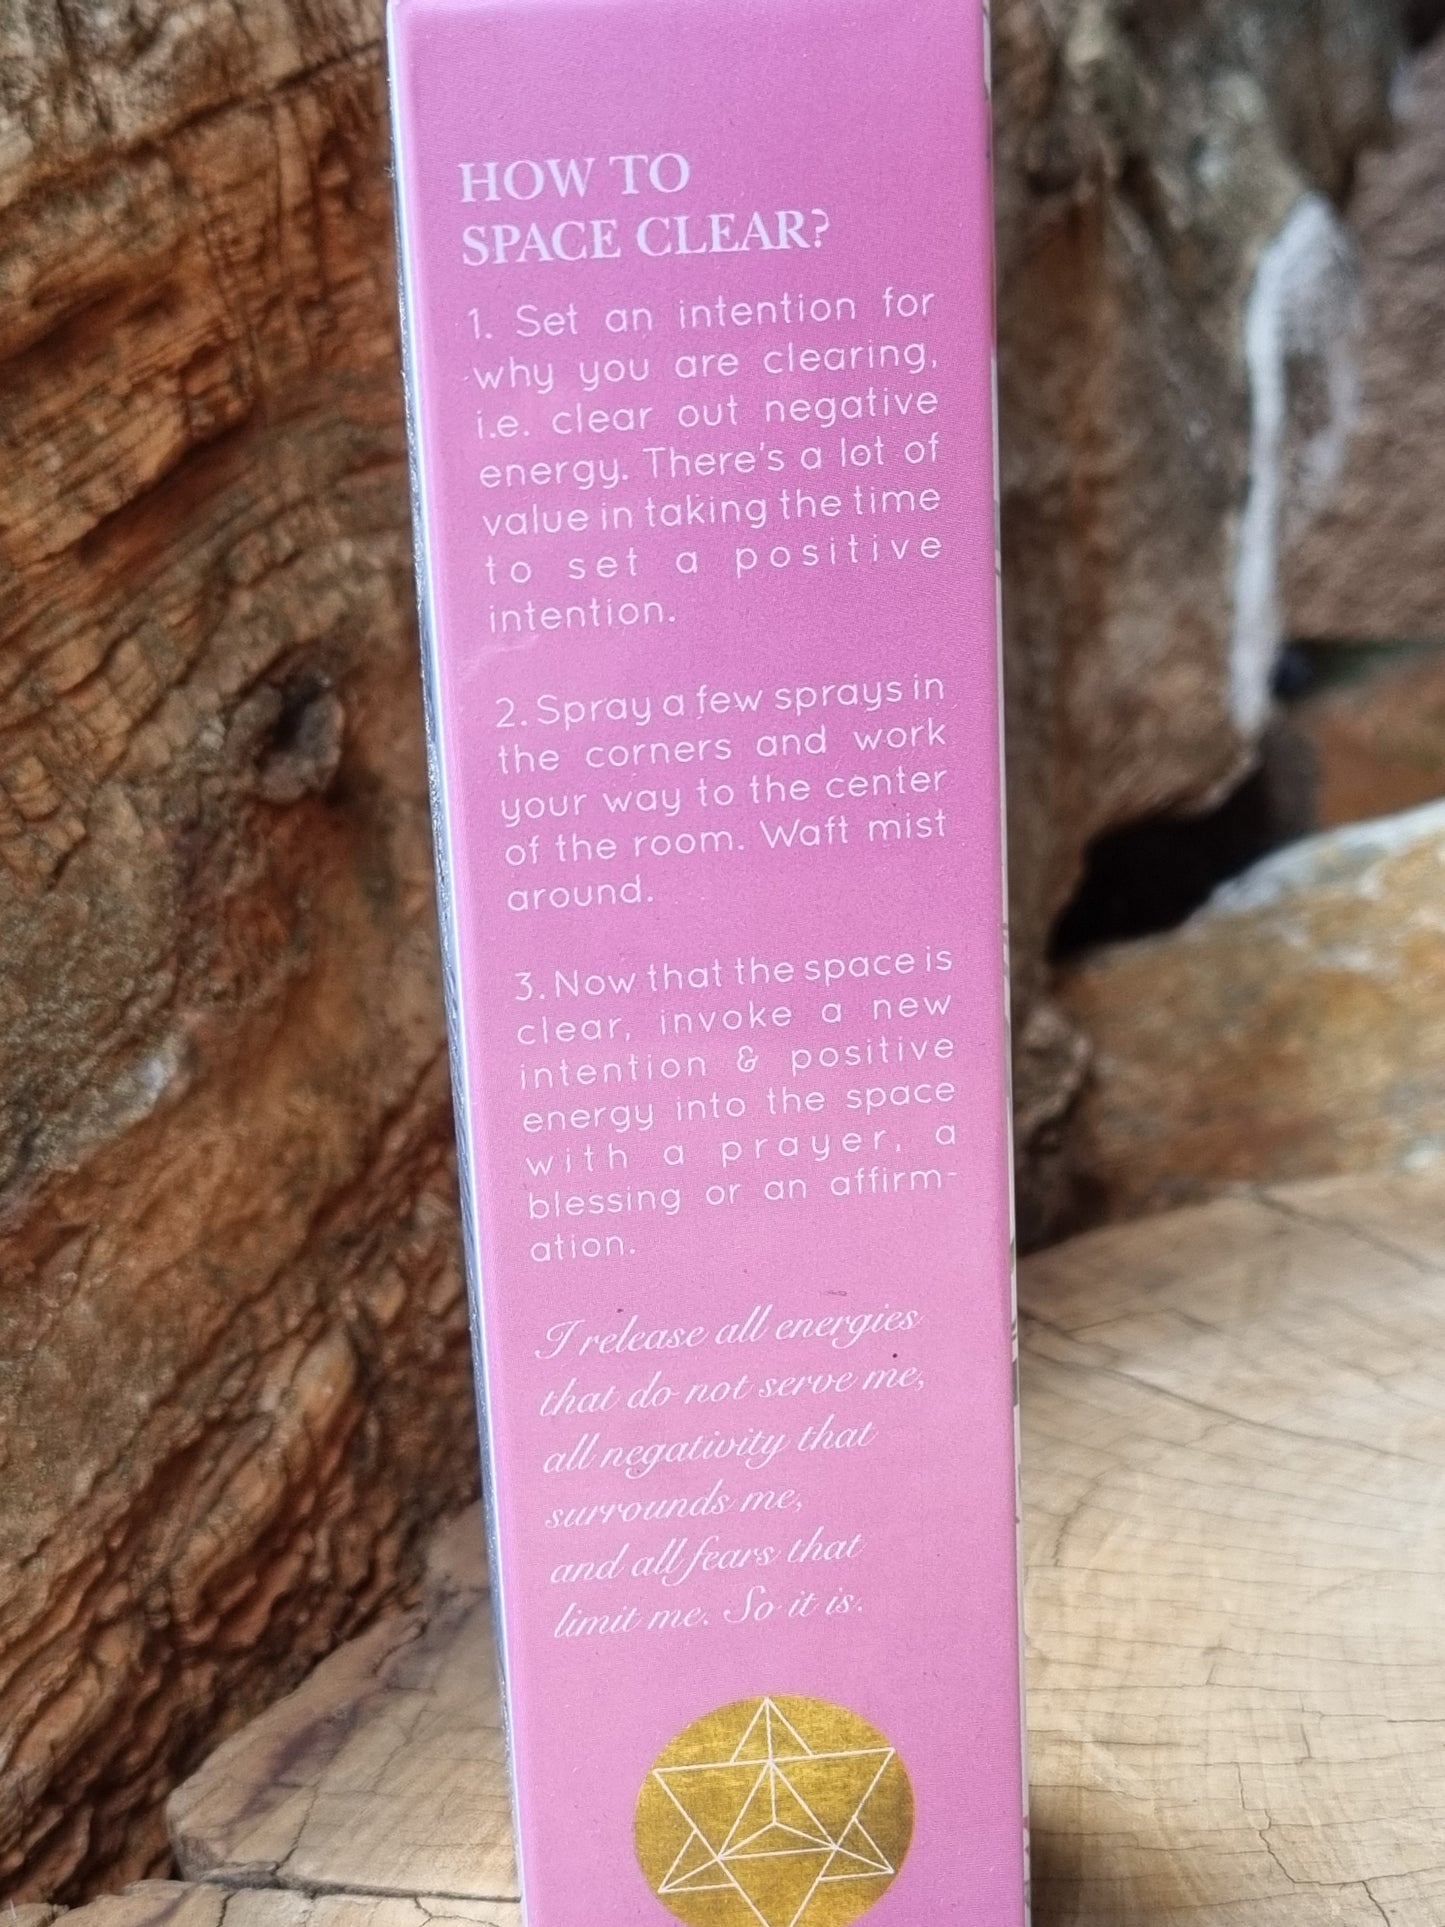 HOW TO
SPACE CLEAR?
1. Set an intention for
why you are clearing,
i.e. clear out negative
energy. There's a lot of
value in taking the time
to set a positive
intention.
2. Spray a few sprays in
the corners and work
your way to the center
of the room. Waft mist
around.
3. Now that the space is
clear, invoke a new
intention & positive
energy into the space
with a prayer, a
blessing or an affirm-
ation.
I release all energies
that do not serve me,
all negativity that
surrounds me,
and all fears that
limit me. So it is.